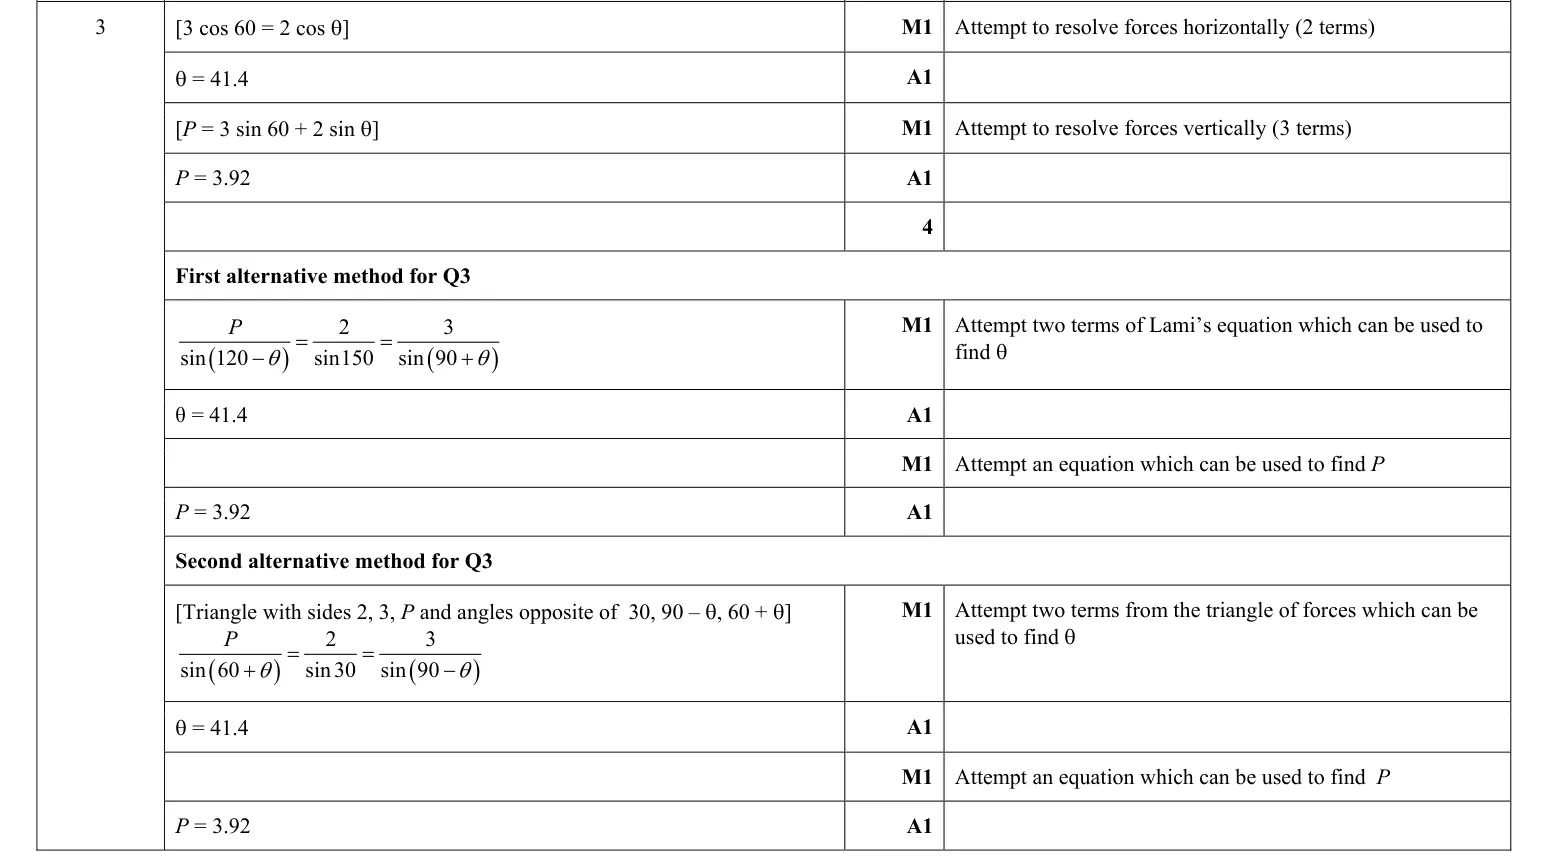 3 [3 cos 60 = 2 cos θ] M1 Attempt to resolve forces horizontally (2 terms)
θ = 41.4 A1
[P = 3 sin 60 + 2 sin θ] M1 Attempt to resolve forces vertically (3 terms)
P = 3.92 A1
4
First alternative method for Q3
P/sin(120 − θ) = 2/sin150 = 3/sin(90 + θ) M1 Attempt two terms of Lami’s equation which can be used to
find θ
θ = 41.4 A1
M1 Attempt an equation which can be used to find P
P = 3.92 A1
Second alternative method for Q3
[Triangle with sides 2, 3, P and angles opposite of 30, 90 – θ, 60 + θ] M1 Attempt two terms from the triangle of forces which can be
used to find θ
P/sin(60 + θ) = 2/sin30 = 3/sin(90 − θ)
θ = 41.4 A1
M1 Attempt an equation which can be used to find P
P = 3.92 A1